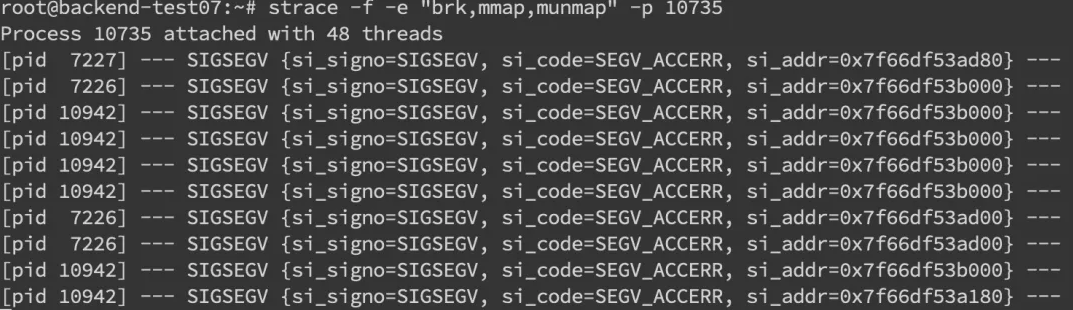 root@backend-test07:~# strace -f -e "brk,mmap,munmap" -p 10735
Process 10735 attached with 48 threads
[pid  7227] --- SIGSEGV {si_signo=SIGSEGV, si_code=SEGV_ACCERR, si_addr=0x7f66df53ad80} ---
[pid  7226] --- SIGSEGV {si_signo=SIGSEGV, si_code=SEGV_ACCERR, si_addr=0x7f66df53b000} ---
[pid 10942] --- SIGSEGV {si_signo=SIGSEGV, si_code=SEGV_ACCERR, si_addr=0x7f66df53b000} ---
[pid 10942] --- SIGSEGV {si_signo=SIGSEGV, si_code=SEGV_ACCERR, si_addr=0x7f66df53b000} ---
[pid 10942] --- SIGSEGV {si_signo=SIGSEGV, si_code=SEGV_ACCERR, si_addr=0x7f66df53b000} ---
[pid 10942] --- SIGSEGV {si_signo=SIGSEGV, si_code=SEGV_ACCERR, si_addr=0x7f66df53b000} ---
[pid  7226] --- SIGSEGV {si_signo=SIGSEGV, si_code=SEGV_ACCERR, si_addr=0x7f66df53ad00} ---
[pid  7226] --- SIGSEGV {si_signo=SIGSEGV, si_code=SEGV_ACCERR, si_addr=0x7f66df53ad00} ---
[pid 10942] --- SIGSEGV {si_signo=SIGSEGV, si_code=SEGV_ACCERR, si_addr=0x7f66df53b000} ---
[pid 10942] --- SIGSEGV {si_signo=SIGSEGV, si_code=SEGV_ACCERR, si_addr=0x7f66df53a180} ---